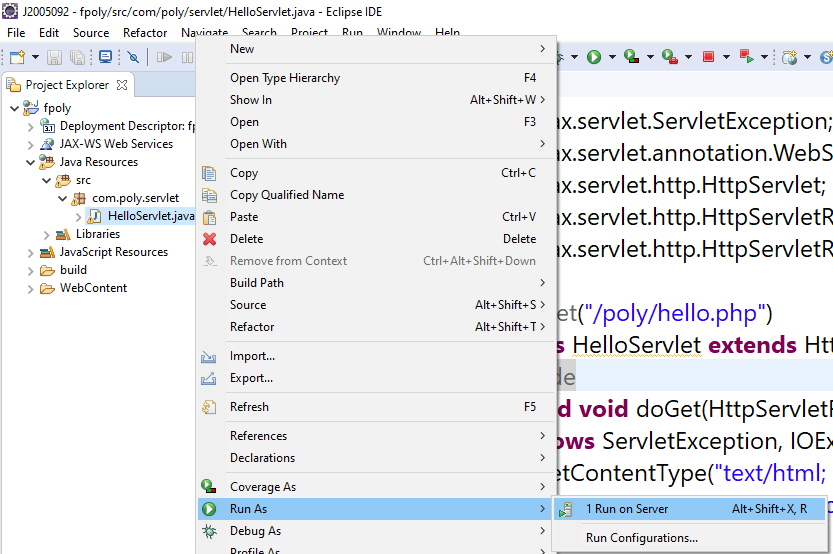 J2005092 - fpoly/src/com/poly/servlet/HelloServlet.java - Eclipse IDE
File Edit Source Refactor Navigate Search Project Run Window Help
Project Explorer
fpoly
Deployment Descriptor: fp
JAX-WS Web Services
Java Resources
src
com.poly.servlet
HelloServlet.java
Libraries
JavaScript Resources
build
WebContent
New
Open Type Hierarchy F4
Show In Alt+Shift+W
Open F3
Open With
Copy Ctrl+C
Copy Qualified Name
Paste Ctrl+V
Delete Delete
Remove from Context Ctrl+Alt+Shift+Down
Build Path
Source Alt+Shift+S
Refactor Alt+Shift+T
Import...
Export...
Refresh F5
References
Declarations
Coverage As
Run As
Debug As
Profile As
1 Run on Server Alt+Shift+X, R
Run Configurations...
ax.servlet.ServletException;
ax.servlet.annotation.WebS
ax.servlet.http.HttpServlet;
ax.servlet.http.HttpServletR
ax.servlet.http.HttpServletR
et("/poly/hello.php")
s HelloServlet extends Htt
de
d void doGet(HttpServletR
ows ServletException, IOEx
etContentType("text/html;